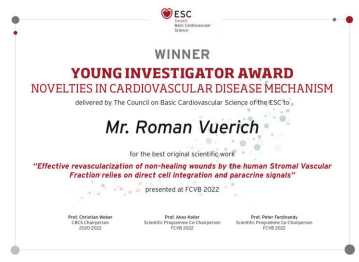 ESC
Council
Basic Cardiovascular
Science
WINNER
YOUNG INVESTIGATOR AWARD
NOVELTIES IN CARDIOVASCULAR DISEASE MECHANISM
delivered by The Council on Basic Cardiovascular Science of the ESC to
Mr. Roman Vuerich
for the best original scientific work
"Effective revascularization of non-healing wounds by the human Stromal Vascular
Fraction relies on direct cell integration and paracrine signals"
presented at FCVB 2022
Prof. Christian Weber
CBCS Chairperson
2020-2022
Prof. Akos Koller
Scientific Programme Co-Chairperson
FCVB 2022
Prof. Peter Ferdinandy
Scientific Programme Co-Chairperson
FCVB 2022